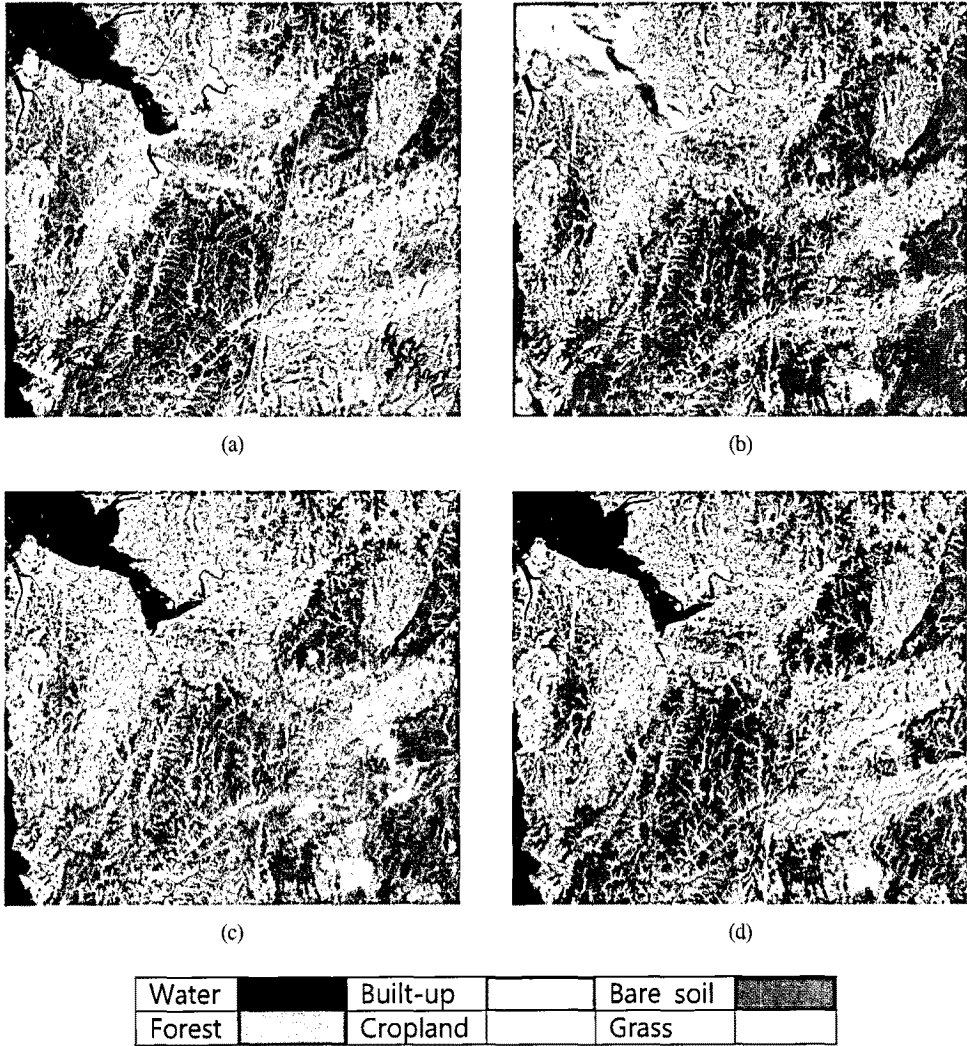 (a)
(b)
(c)
(d)
Water Built-up Bare soil
Forest Cropland Grass